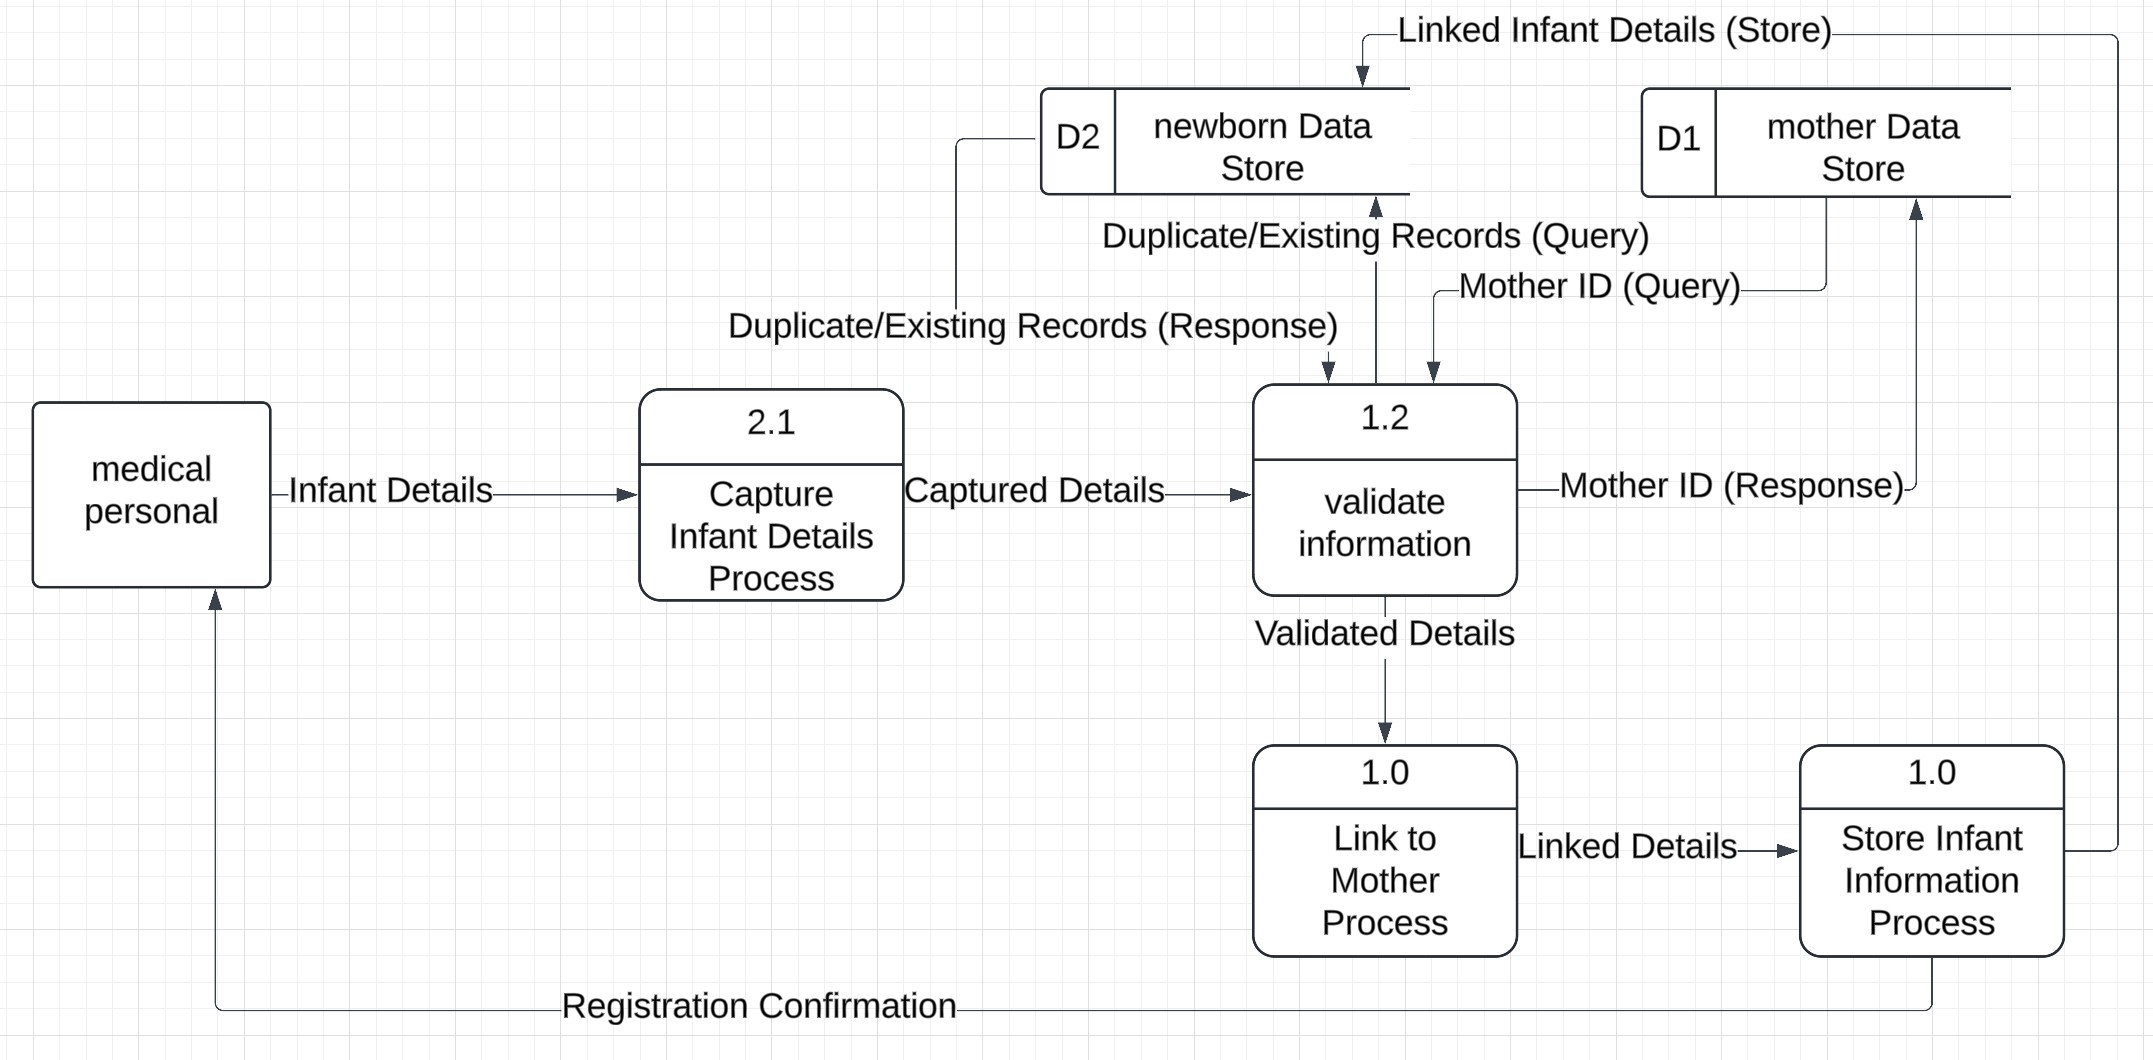 Linked Infant Details (Store)
D2
newborn Data
Store
D1
mother Data
Store
Duplicate/Existing Records (Query)
Mother ID (Query)
Duplicate/Existing Records (Response)
medical
personal
Infant Details
2.1
Capture
Infant Details
Process
Captured Details
1.2
validate
information
Mother ID (Response)
Validated Details
1.0
Link to
Mother
Process
Linked Details
1.0
Store Infant
Information
Process
Registration Confirmation